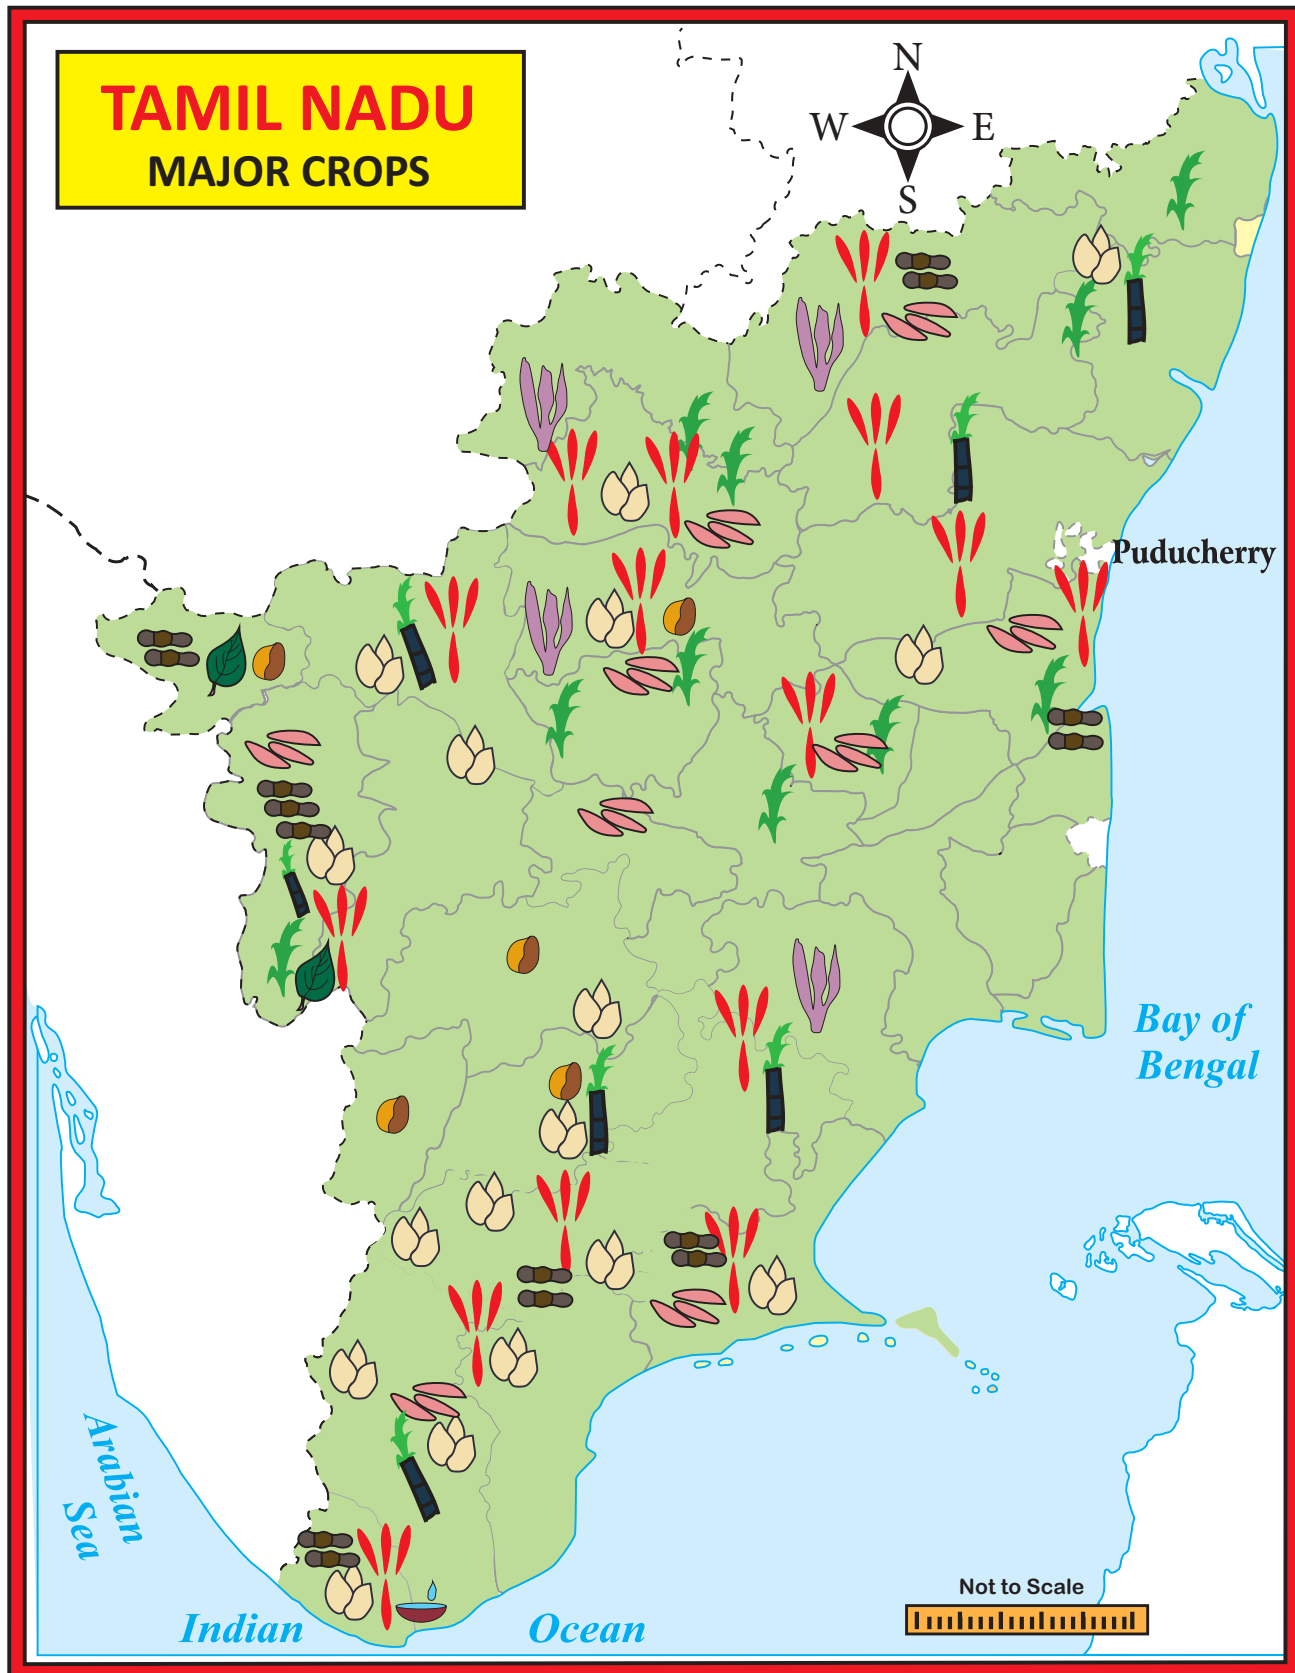 TAMIL NADU
MAJOR CROPS
N
W
E
S
Puducherry
Bay of
Bengal
Arabian
Sea
Not to Scale
Indian
Ocean